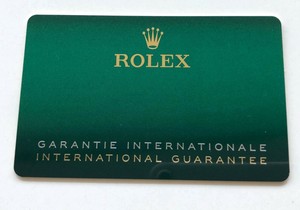 ROLEX
GARANTIE INTERNATIONALE
INTERNATIONAL GUARANTEE